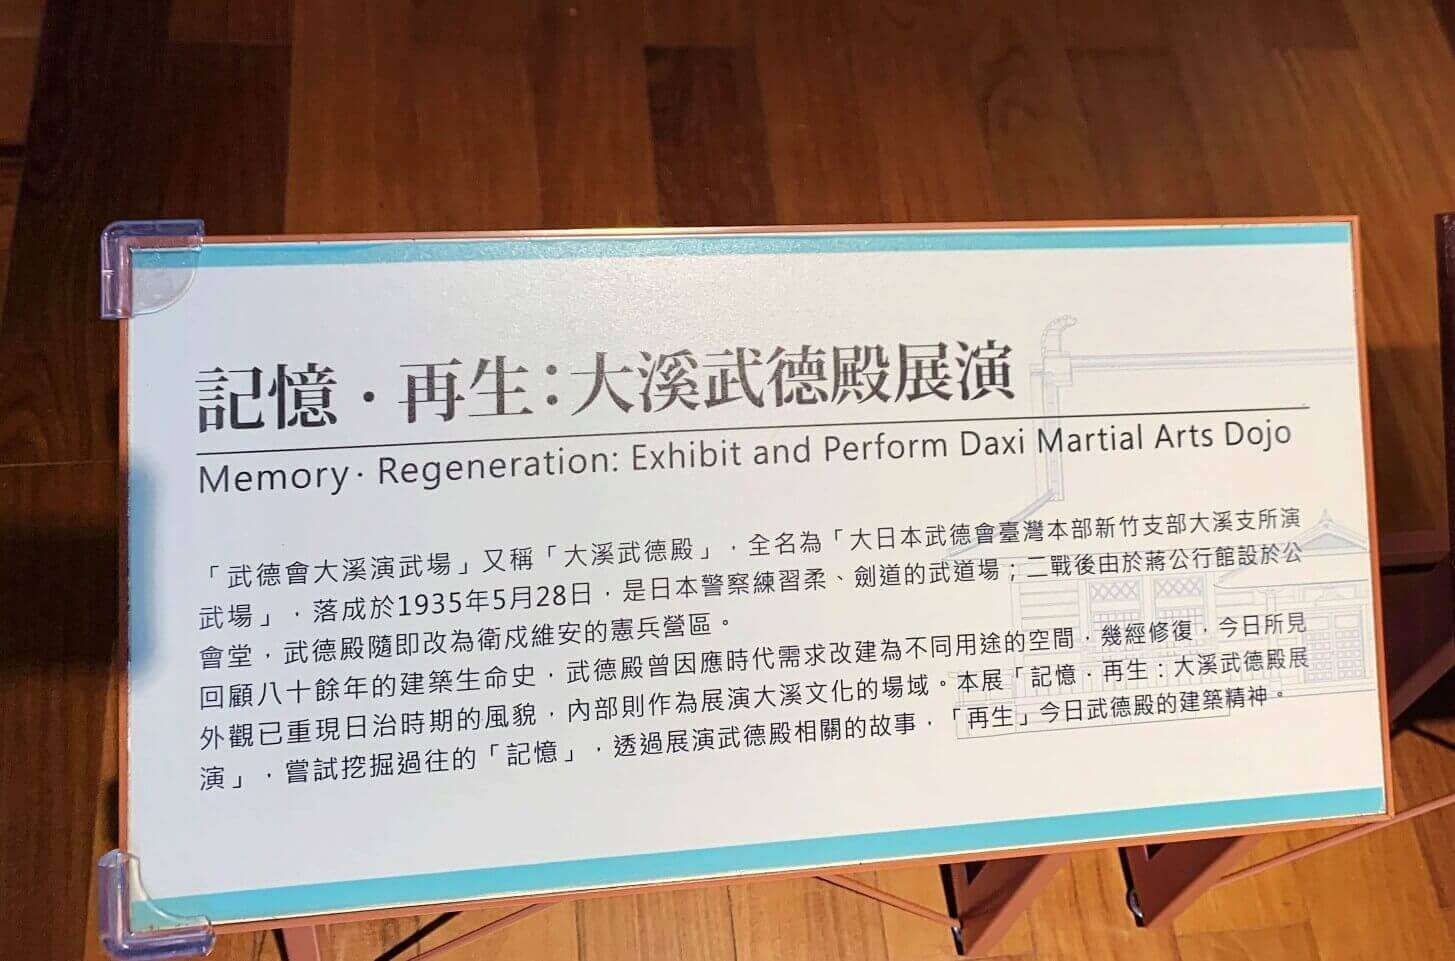 記憶．再生：大溪武德殿展演
Memory · Regeneration: Exhibit and Perform Daxi Martial Arts Dojo
「武德會大溪演武場」又稱「大溪武德殿」，全名為「大日本武德會臺灣本部新竹支部大溪支所演
武場」，落成於1935年5月28日，是日本警察練習柔、劍道的武道場；二戰後由於蔣公行館設於公
會堂，武德殿隨即改為衛戍維安的憲兵營區。
回顧八十餘年的建築生命史，武德殿曾因應時代需求改建為不同用途的空間，幾經修復，今日所見
外觀已重現日治時期的風貌，內部則作為展演大溪文化的場域。本展「記憶．再生：大溪武德殿展
演」，嘗試挖掘過往的「記憶」，透過展演武德殿相關的故事，「再生」今日武德殿的建築精神。